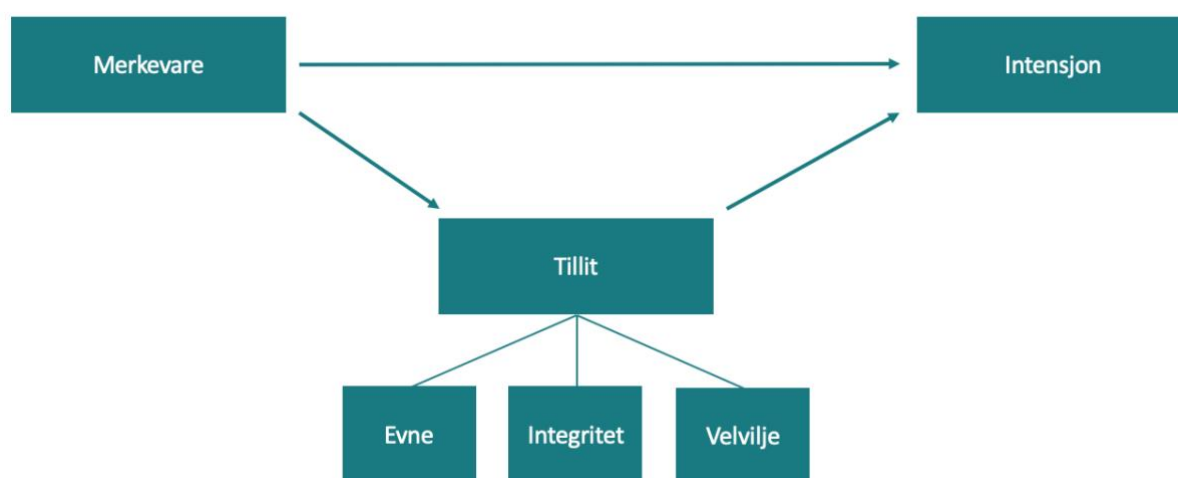 Merkevare
Intensjon
Tillit
Evne
Integritet
Velvilje